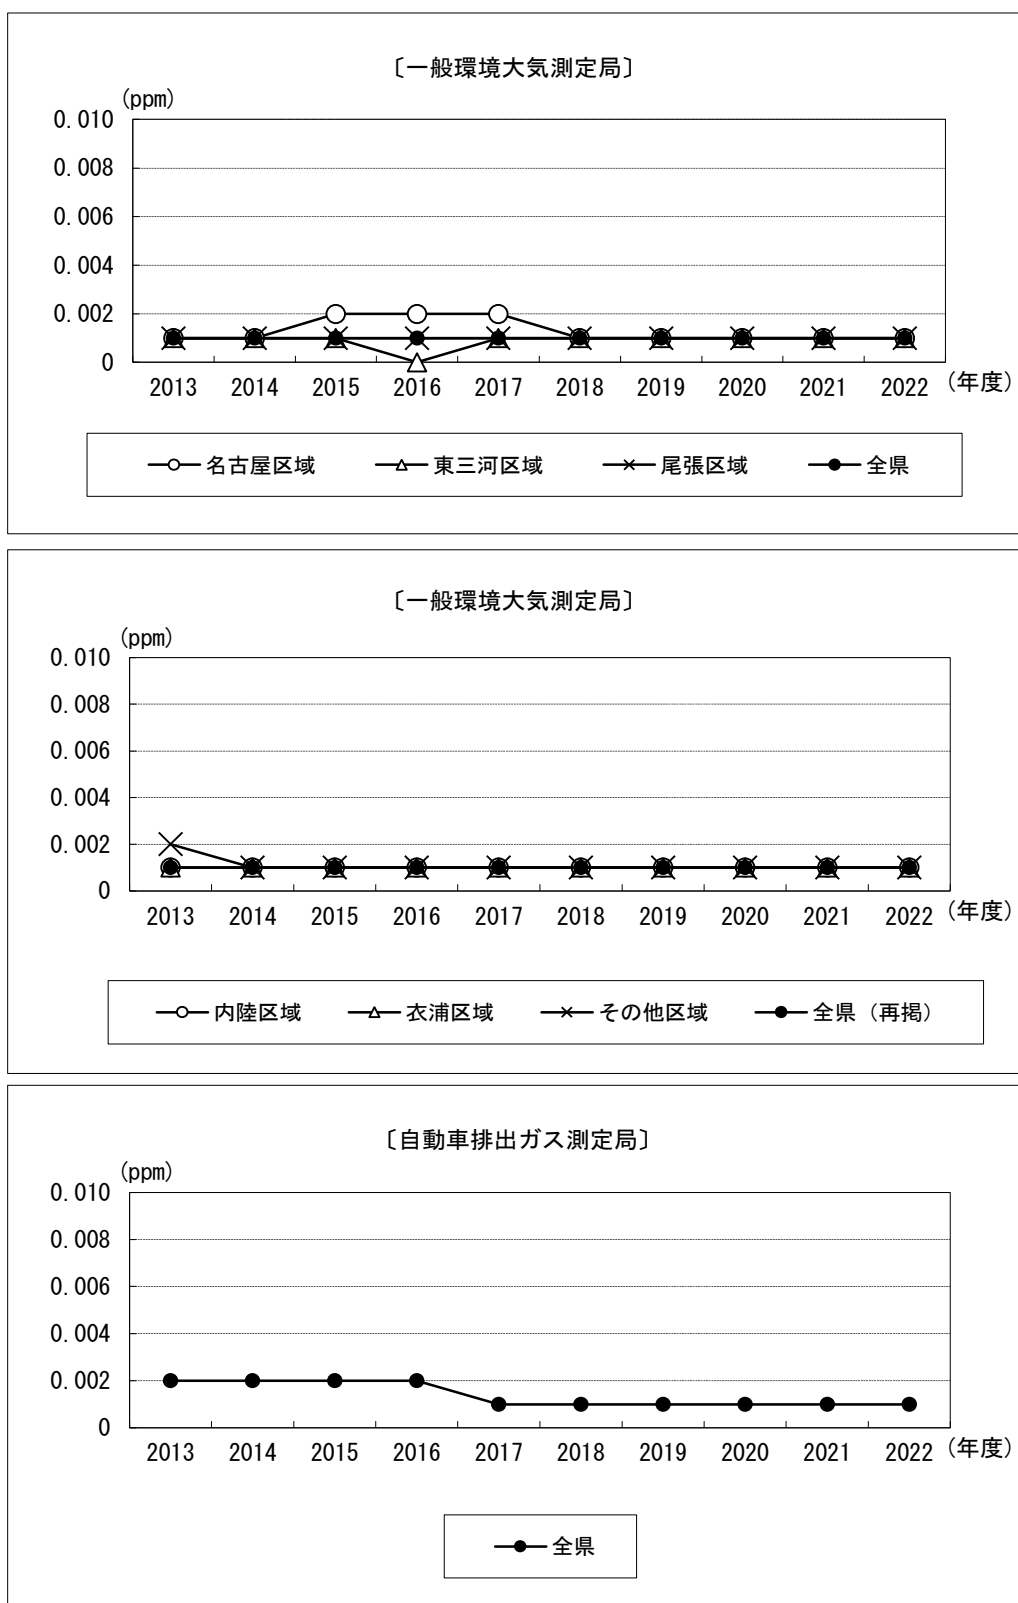 〔一般環境大気測定局〕
(ppm)
0.010
0.008
0.006
0.004
0.002
0
2013 2014 2015 2016 2017 2018 2019 2020 2021 2022 (年度)
名古屋区域 東三河区域 尾張区域 全県
〔一般環境大気測定局〕
(ppm)
0.010
0.008
0.006
0.004
0.002
0
2013 2014 2015 2016 2017 2018 2019 2020 2021 2022 (年度)
内陸区域 衣浦区域 その他区域 全県（再掲）
〔自動車排出ガス測定局〕
(ppm)
0.010
0.008
0.006
0.004
0.002
0
2013 2014 2015 2016 2017 2018 2019 2020 2021 2022 (年度)
全県